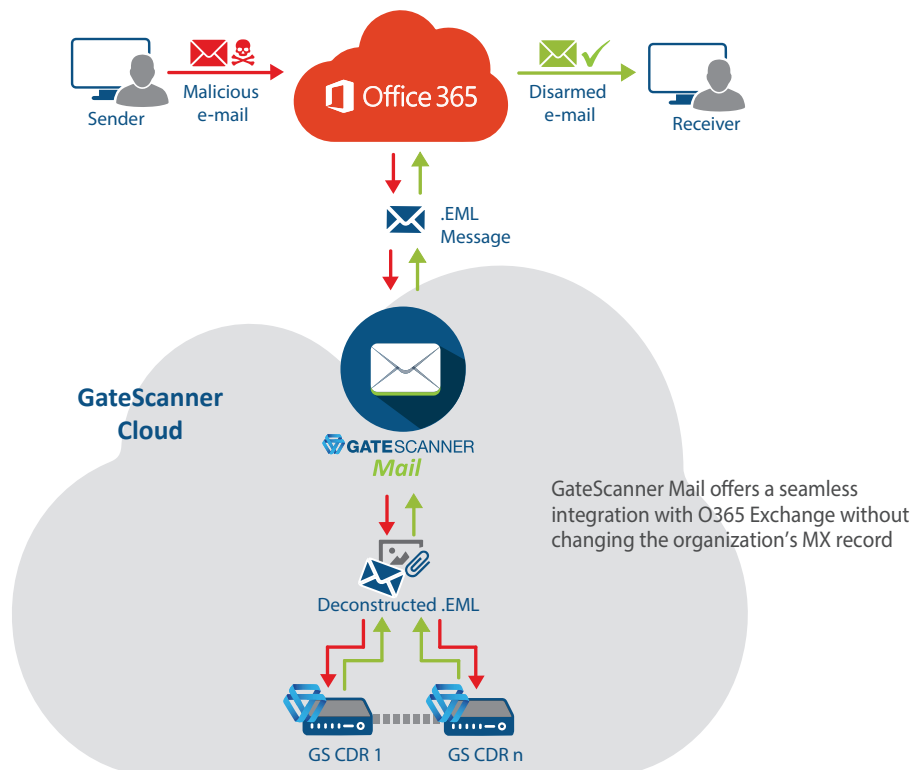 Sender
Malicious
e-mail
Office 365
Disarmed
e-mail
Receiver
.EML
Message
GateScanner
Cloud
GATESCANNER
Mail
GateScanner Mail offers a seamless
integration with O365 Exchange without
changing the organization's MX record
Deconstructed .EML
GS CDR 1
GS CDR n